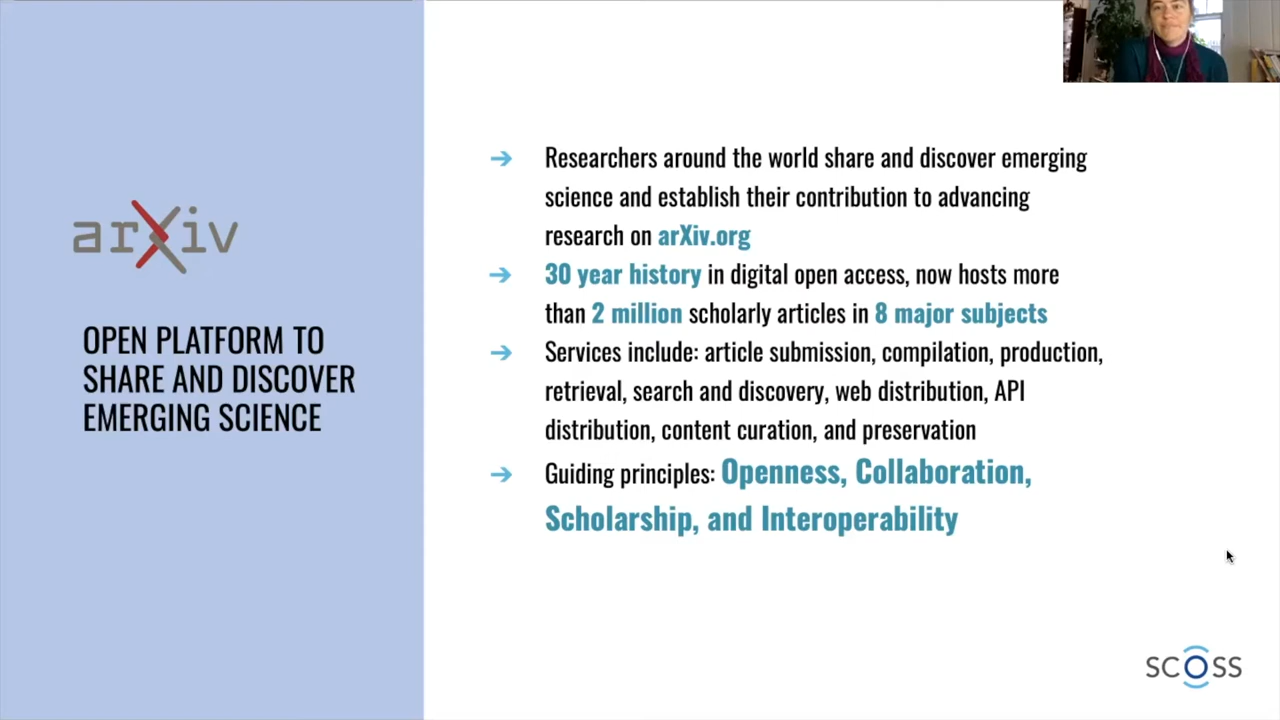 arXiv
OPEN PLATFORM TO
SHARE AND DISCOVER
EMERGING SCIENCE
Researchers around the world share and discover emerging
science and establish their contribution to advancing
research on arXiv.org
30 year history in digital open access, now hosts more
than 2 million scholarly articles in 8 major subjects
Services include: article submission, compilation, production,
retrieval, search and discovery, web distribution, API
distribution, content curation, and preservation
Guiding principles: Openness, Collaboration,
Scholarship, and Interoperability
SCOSS